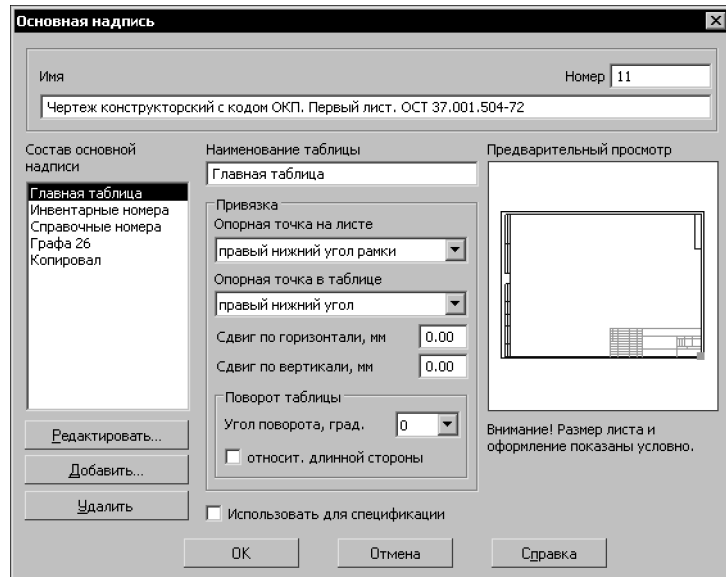 Основная надпись
Имя
Номер 11
Чертеж конструкторский с кодом ОКП. Первый лист. ОСТ 37.001.504-72
Состав основной
надписи
Главная таблица
Инвентарные номера
Справочные номера
Графа 26
Копировал
Редактировать...
Добавить...
Удалить
Наименование таблицы
Главная таблица
Привязка
Опорная точка на листе
правый нижний угол рамки
Опорная точка в таблице
правый нижний угол
Сдвиг по горизонтали, мм 0.00
Сдвиг по вертикали, мм 0.00
Поворот таблицы
Угол поворота, град. 0
относит. длинной стороны
Использовать для спецификации
Предварительный просмотр
Внимание! Размер листа и
оформление показаны условно.
OK
Отмена
Справка